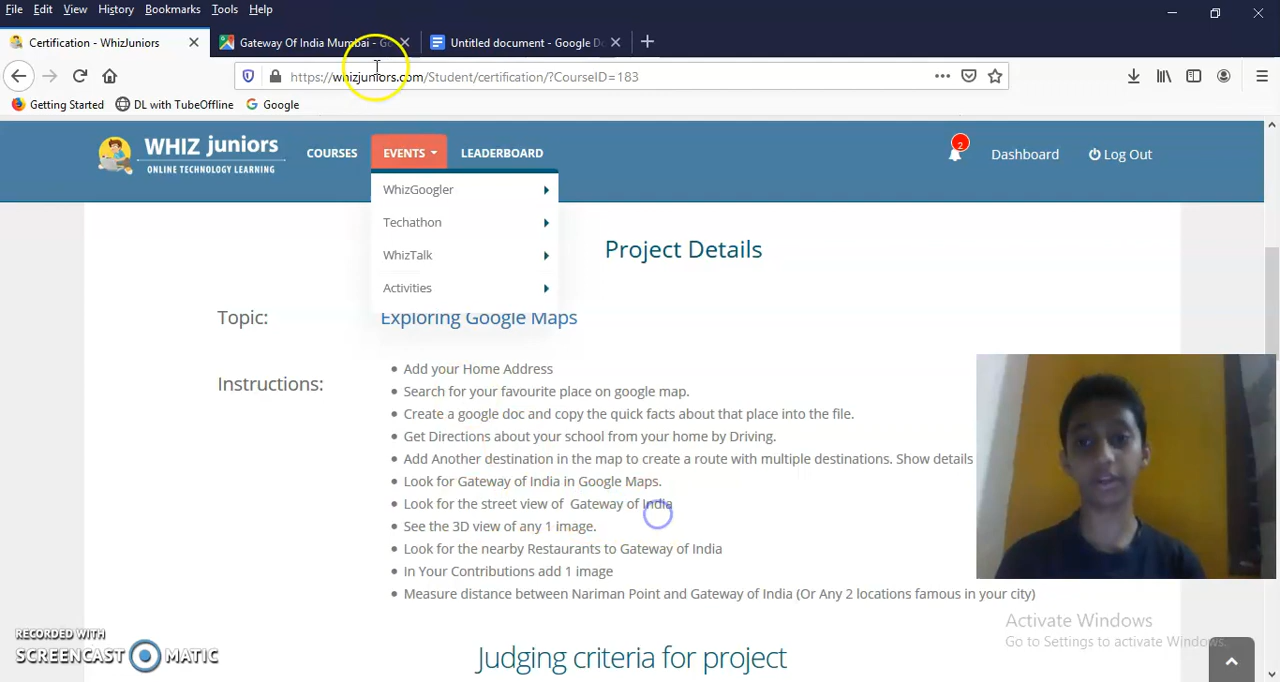 File Edit View History Bookmarks Tools Help
Certification - WhizJuniors
Gateway Of India Mumbai - Go
Untitled document - Google Do
https://whizjuniors.com/Student/certification/?CourseID=183
Getting Started DL with TubeOffline Google
WHIZ juniors
ONLINE TECHNOLOGY LEARNING
COURSES EVENTS LEADERBOARD 2 Dashboard Log Out
WhizGoogler
Techathon
WhizTalk
Activities
Project Details
Topic: Exploring Google Maps
Instructions:
• Add your Home Address
• Search for your favourite place on google map.
• Create a google doc and copy the quick facts about that place into the file.
• Get Directions about your school from your home by Driving.
• Add Another destination in the map to create a route with multiple destinations. Show details
• Look for Gateway of India in Google Maps.
• Look for the street view of Gateway of India
• See the 3D view of any 1 image.
• Look for the nearby Restaurants to Gateway of India
• In Your Contributions add 1 image
• Measure distance between Nariman Point and Gateway of India (Or Any 2 locations famous in your city)
Judging criteria for project
Activate Windows
Go to Settings to activate Windows.
RECORDED WITH
SCREENCAST MATIC